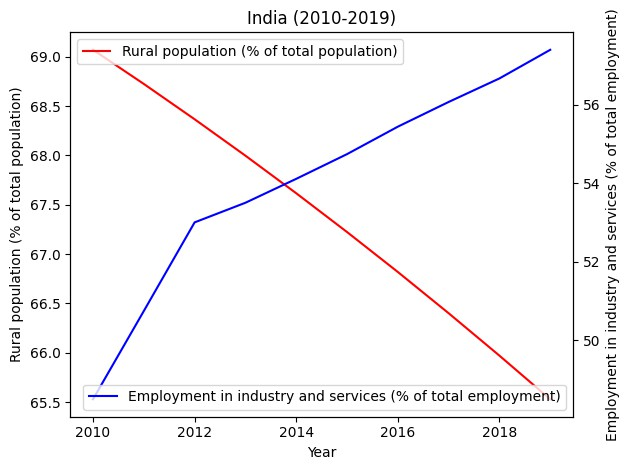 India (2010-2019)
Rural population (% of total population)
Rural population (% of total population)
69.0
68.5
68.0
67.5
67.0
66.5
66.0
65.5
Employment in industry and services (% of total employment)
56
54
52
50
Employment in industry and services (% of total employment)
2010 2012 2014 2016 2018
Year